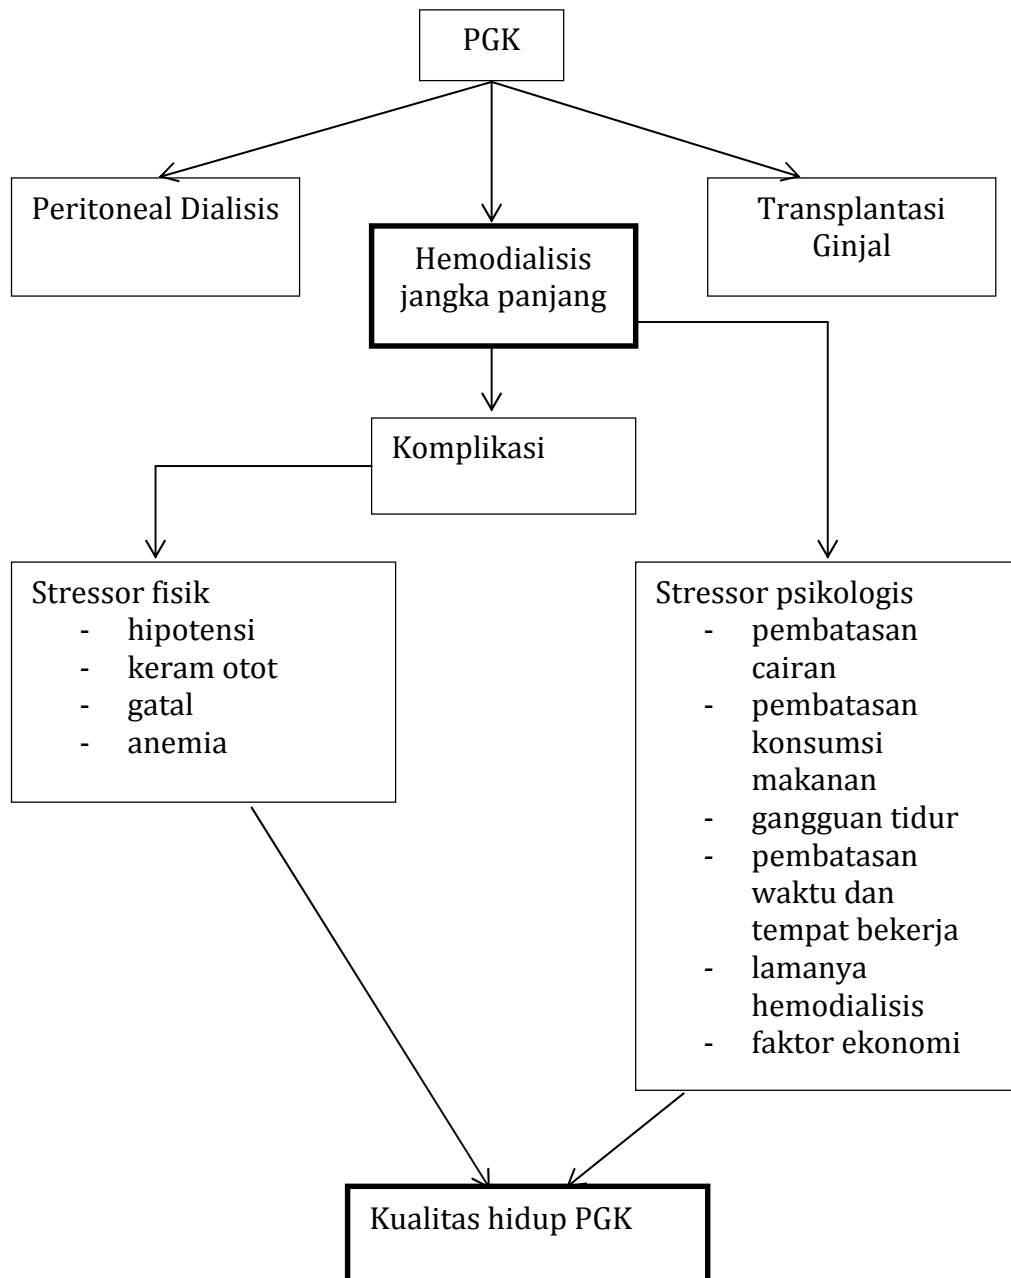 PGK
Peritoneal Dialisis
Transplantasi
Ginjal
Hemodialisis
jangka panjang
Komplikasi
Stressor fisik
- hipotensi
- keram otot
- gatal
- anemia
Stressor psikologis
- pembatasan
cairan
- pembatasan
konsumsi
makanan
- gangguan tidur
- pembatasan
waktu dan
tempat bekerja
- lamanya
hemodialisis
- faktor ekonomi
Kualitas hidup PGK